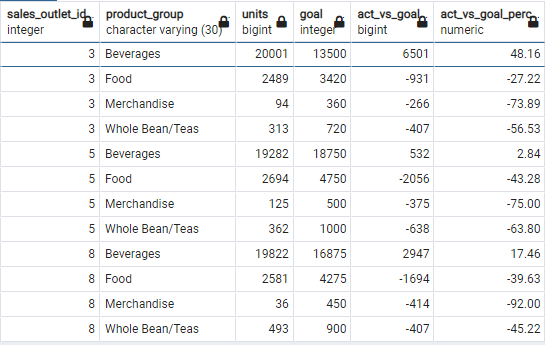 sales_outlet_id product_group units goal act_vs_goal act_vs_goal_perc
integer character varying (30) bigint integer bigint numeric
3 Beverages 20001 13500 6501 48.16
3 Food 2489 3420 -931 -27.22
3 Merchandise 94 360 -266 -73.89
3 Whole Bean/Teas 313 720 -407 -56.53
5 Beverages 19282 18750 532 2.84
5 Food 2694 4750 -2056 -43.28
5 Merchandise 125 500 -375 -75.00
5 Whole Bean/Teas 362 1000 -638 -63.80
8 Beverages 19822 16875 2947 17.46
8 Food 2581 4275 -1694 -39.63
8 Merchandise 36 450 -414 -92.00
8 Whole Bean/Teas 493 900 -407 -45.22